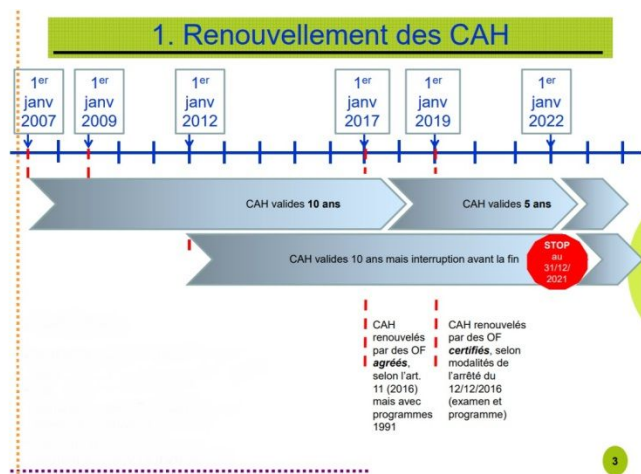 1. Renouvellement des CAH
1er
janv
2007
1er
janv
2009
1er
janv
2012
1er
janv
2017
1er
janv
2019
1er
janv
2022
CAH valides 10 ans
CAH valides 5 ans
CAH valides 10 ans mais interruption avant la fin
STOP
au
31/12/
2021
CAH
renouvelés
par des OF
agréés,
selon l'art.
11 (2016)
mais avec
programmes
1991
CAH renouvelés
par des OF
certifiés, selon
modalités de
l'arrêté du
12/12/2016
(examen et
programme)
3